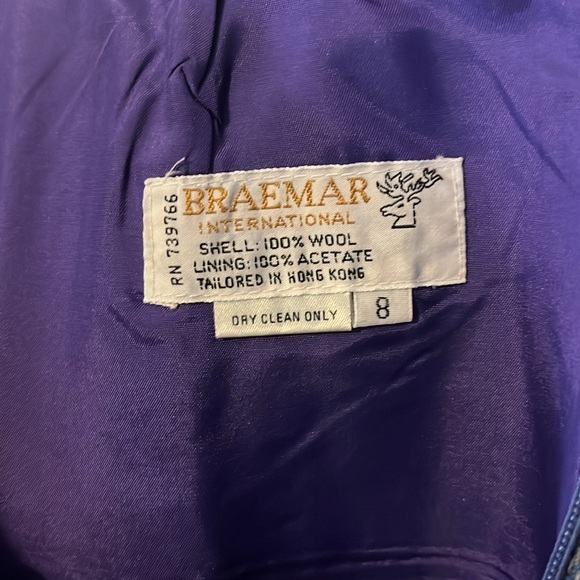 RN 739766
BRAEMAR
INTERNATIONAL
SHELL: 100% WOOL
LINING: 100% ACETATE
TAILORED IN HONG KONG
DRY CLEAN ONLY
8